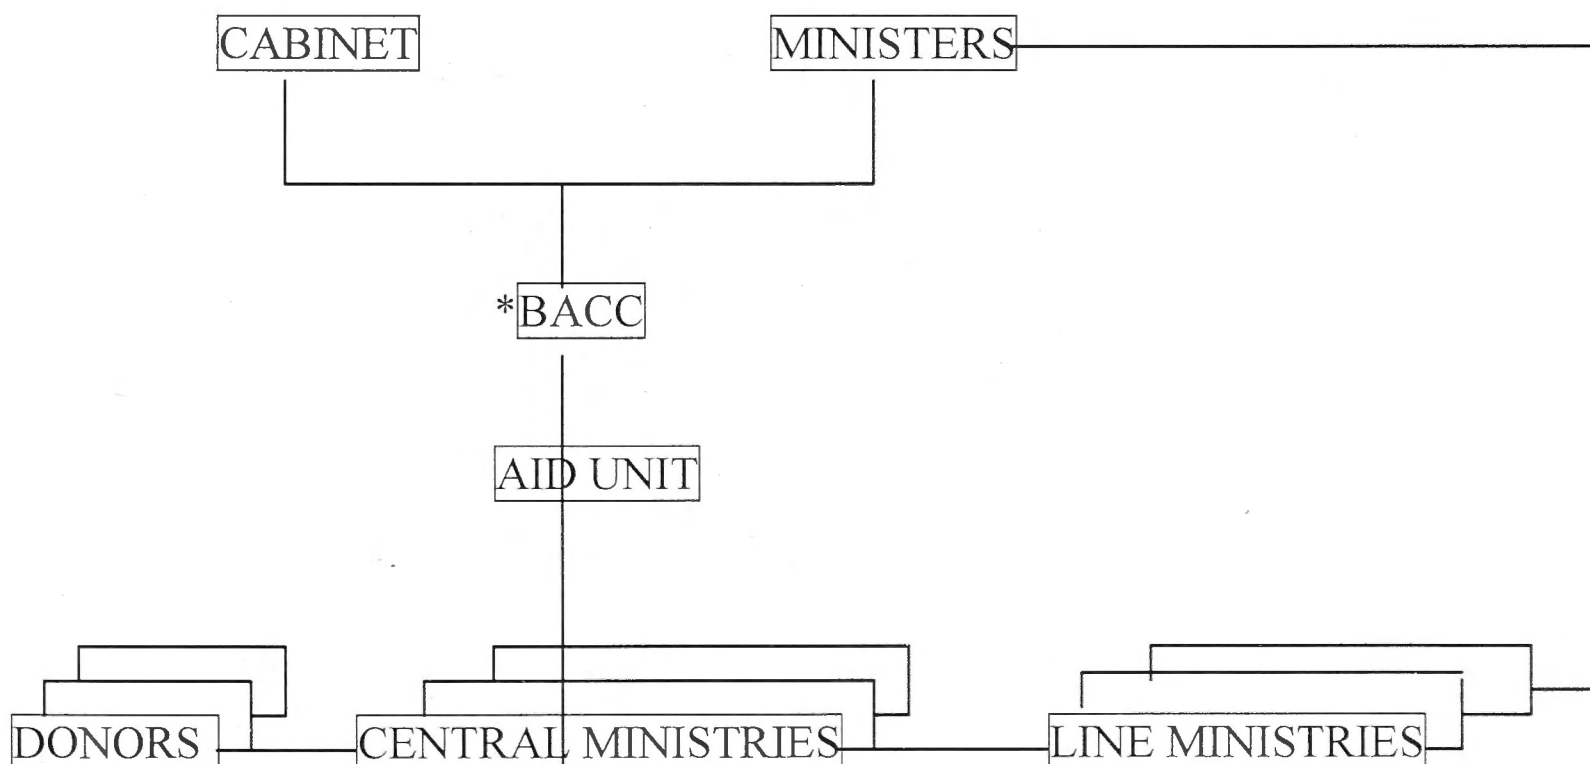 CABINET MINISTERS
*BACC
AID UNIT
DONORS CENTRAL MINISTRIES LINE MINISTRIES